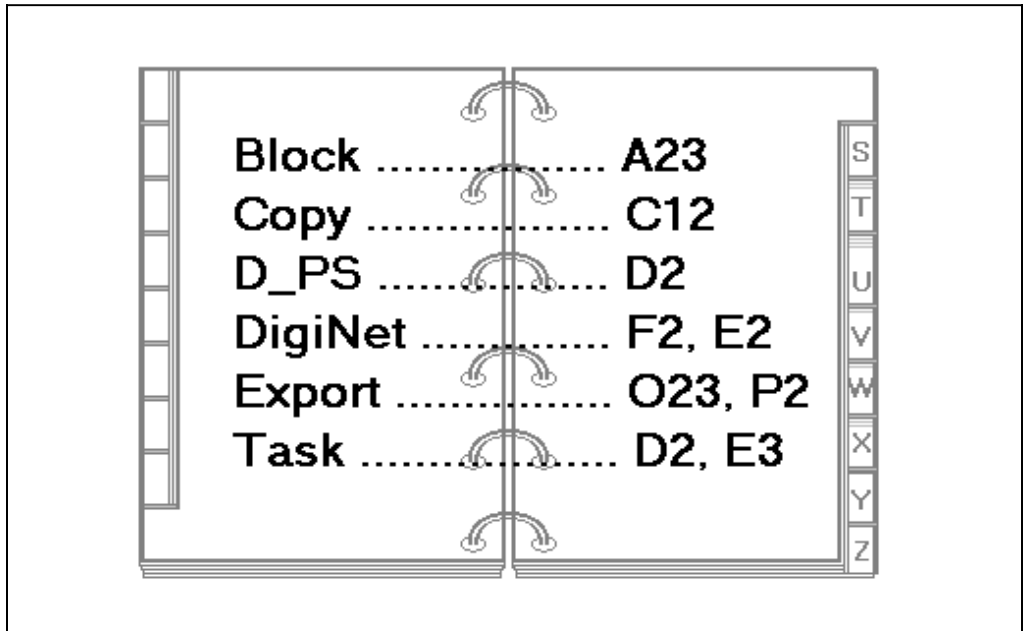 Block ................... A23
Copy .................... C12
D_PS ................... D2
DigiNet ............... F2, E2
Export .................. O23, P2
Task ..................... D2, E3
S
T
U
V
W
X
Y
Z